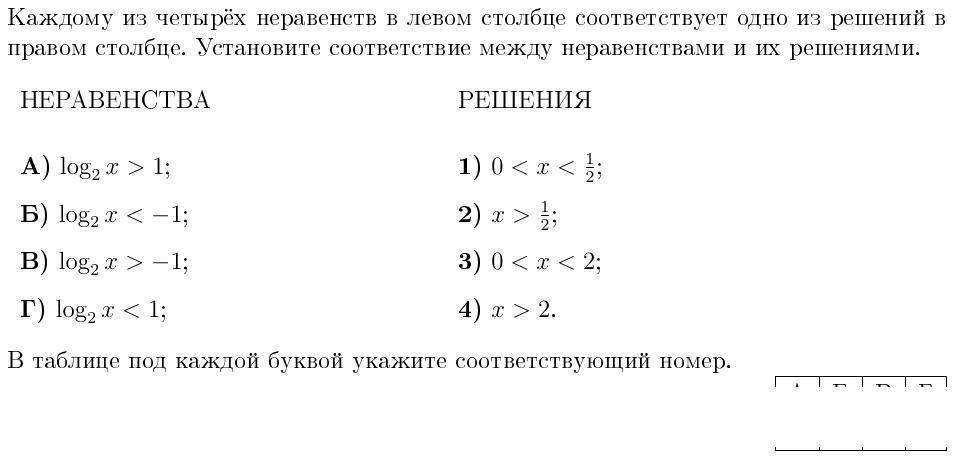 Каждому из четырёх неравенств в левом столбце соответствует одно из решений в
правом столбце. Установите соответствие между неравенствами и их решениями.
НЕРАВЕНСТВА
РЕШЕНИЯ
А) log₂ x > 1;
1) 0 < x < 1/2;
Б) log₂ x < −1;
2) x > 1/2;
В) log₂ x > −1;
3) 0 < x < 2;
Г) log₂ x < 1;
4) x > 2.
В таблице под каждой буквой укажите соответствующий номер.